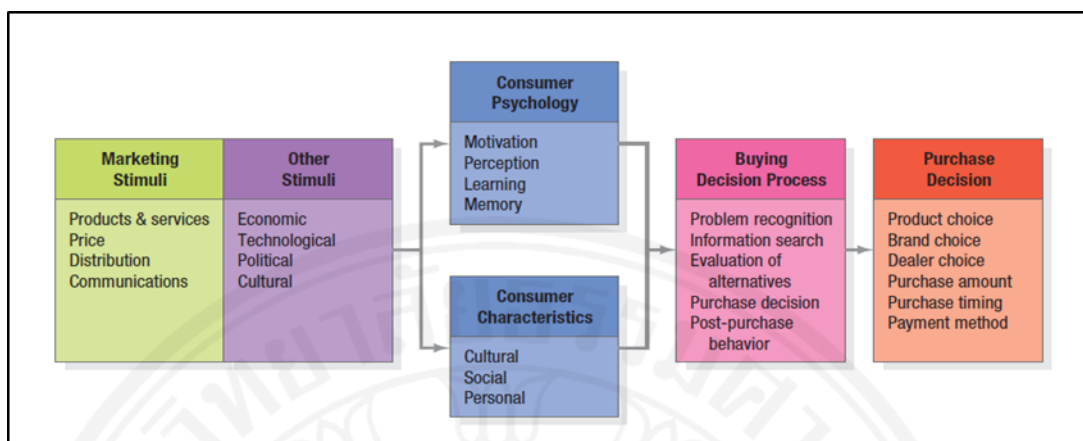 Marketing
Stimuli
Products & services
Price
Distribution
Communications
Other
Stimuli
Economic
Technological
Political
Cultural
Consumer
Psychology
Motivation
Perception
Learning
Memory
Consumer
Characteristics
Cultural
Social
Personal
Buying
Decision Process
Problem recognition
Information search
Evaluation of
alternatives
Purchase decision
Post-purchase
behavior
Purchase
Decision
Product choice
Brand choice
Dealer choice
Purchase amount
Purchase timing
Payment method